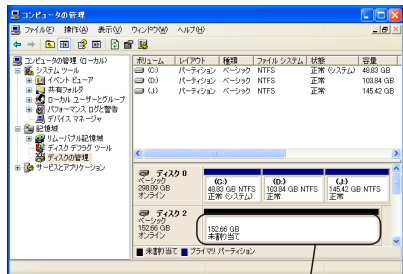 コンピュータの管理
ファイル(F) 操作(A) 表示(V) ウィンドウ(W) ヘルプ(H)
コンピュータの管理 (ローカル)
システム ツール
イベント ビューア
共有フォルダ
ローカル ユーザーとグループ
パフォーマンス ログと警告
デバイス マネージャ
記憶域
リムーバブル記憶域
ディスク デフラグ ツール
ディスクの管理
サービスとアプリケーション
ボリューム レイアウト 種類 ファイル システム 状態 容量
(C:) パーティション ベーシック NTFS 正常 (システム) 48.83 GB
(D:) パーティション ベーシック NTFS 正常 103.84 GB
(J:) パーティション ベーシック NTFS 正常 145.42 GB
ディスク 0
ベーシック
298.09 GB
オンライン
(C:)
48.83 GB NTFS
正常 (システム)
(D:)
103.84 GB NTFS
正常
(J:)
145.42 GB NTFS
正常
ディスク 2
ベーシック
152.66 GB
オンライン
152.66 GB
未割り当て
未割り当て プライマリ パーティション